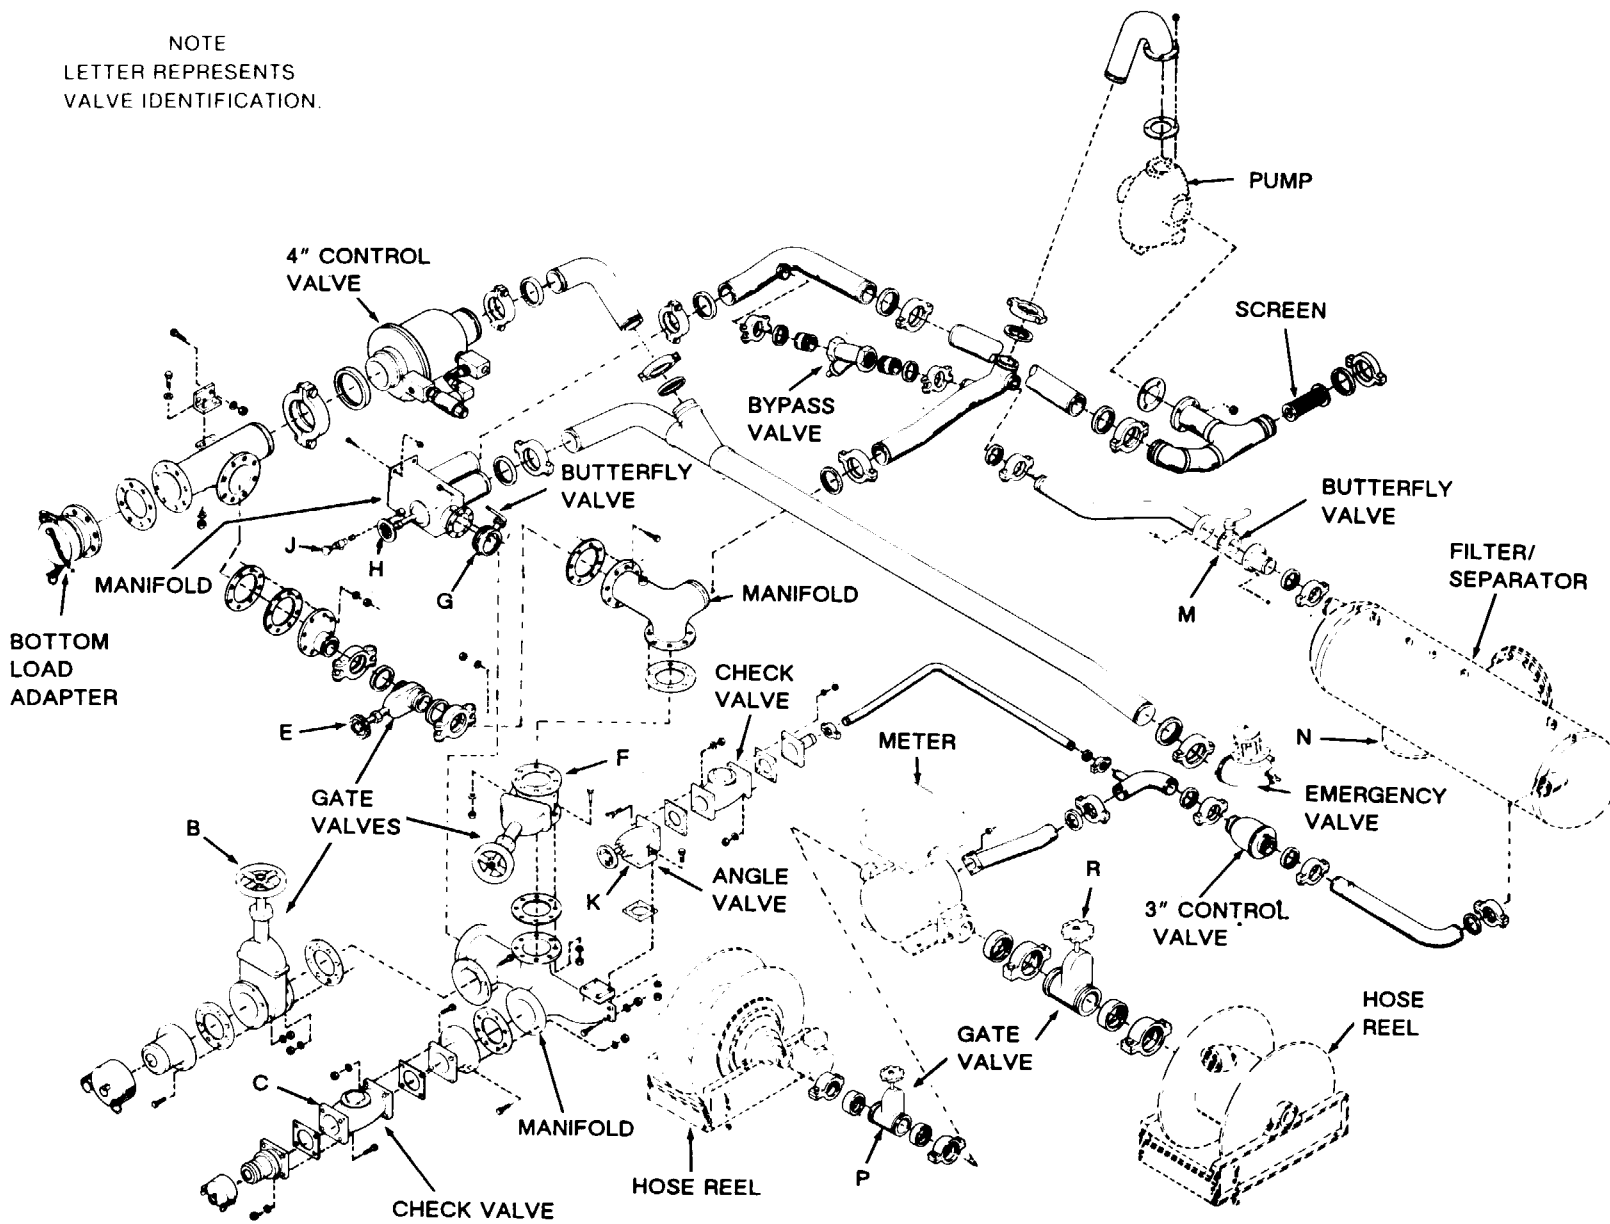 NOTE
LETTER REPRESENTS
VALVE IDENTIFICATION.
PUMP
4" CONTROL
VALVE
SCREEN
BYPASS
VALVE
BUTTERFLY
VALVE
BUTTERFLY
VALVE
FILTER/
SEPARATOR
J
H
G
MANIFOLD
MANIFOLD
M
BOTTOM
LOAD
ADAPTER
CHECK
VALVE
E
F
METER
N
EMERGENCY
VALVE
GATE
VALVES
B
K
ANGLE
VALVE
R
3" CONTROL
VALVE
HOSE
REEL
GATE
VALVE
C
MANIFOLD
P
HOSE REEL
CHECK VALVE